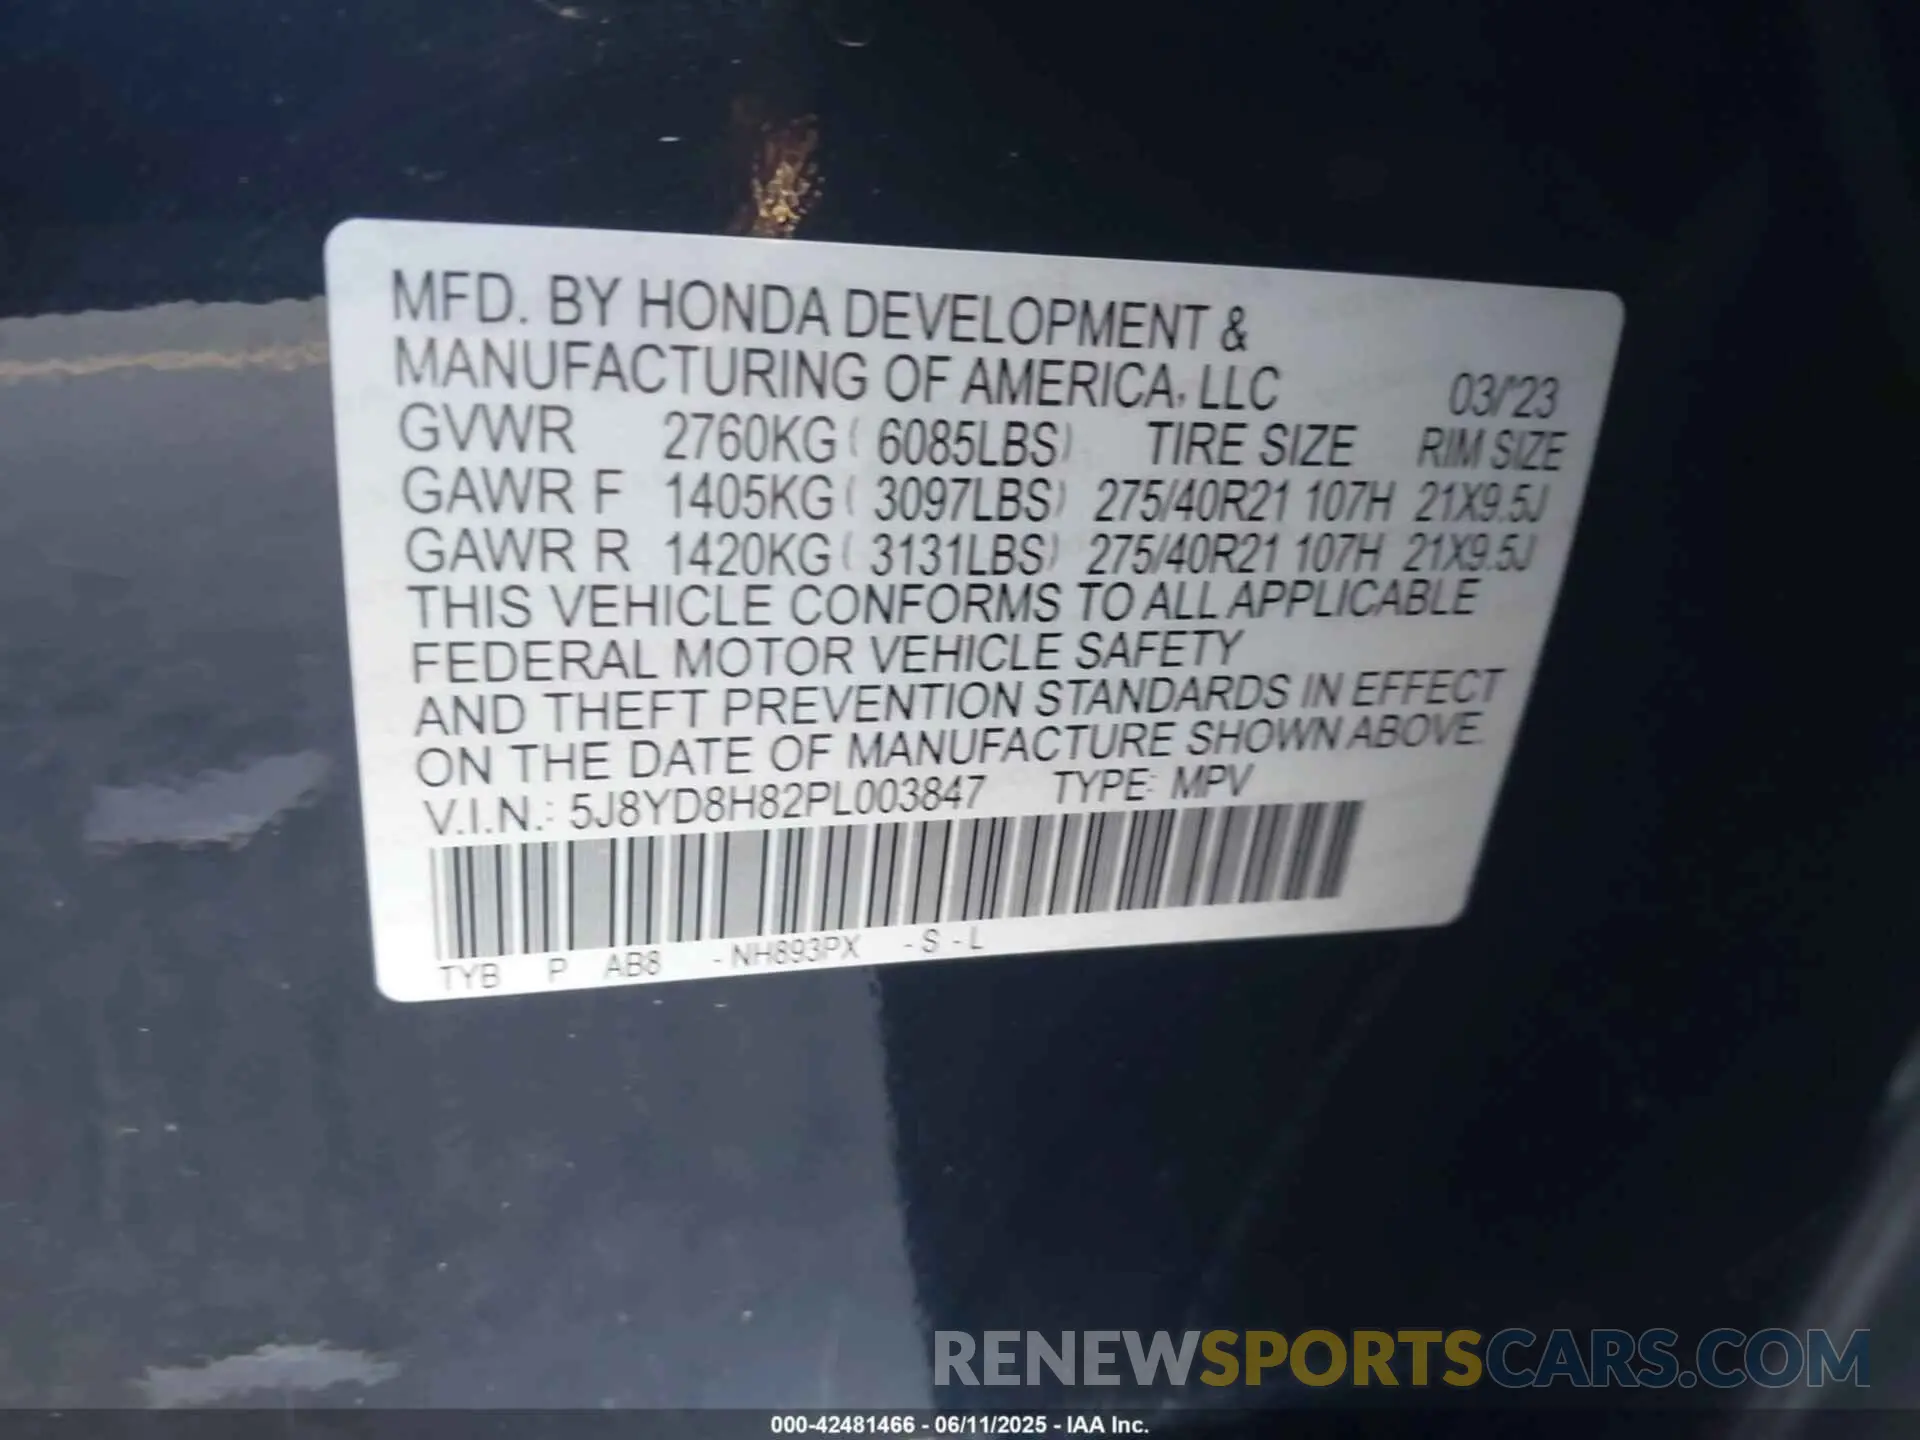 MFD. BY HONDA DEVELOPMENT &
MANUFACTURING OF AMERICA, LLC 03/'23
GVWR 2760KG ( 6085LBS) TIRE SIZE RIM SIZE
GAWR F 1405KG ( 3097LBS) 275/40R21 107H 21X9.5J
GAWR R 1420KG ( 3131LBS) 275/40R21 107H 21X9.5J
THIS VEHICLE CONFORMS TO ALL APPLICABLE
FEDERAL MOTOR VEHICLE SAFETY
AND THEFT PREVENTION STANDARDS IN EFFECT
ON THE DATE OF MANUFACTURE SHOWN ABOVE.
V.I.N.: 5J8YD8H82PL003847 TYPE: MPV
TYB P AB8 -NH893PX -S-L
RENEWSPORTSCARS.COM
000-42481466 - 06/11/2025 - IAA Inc.